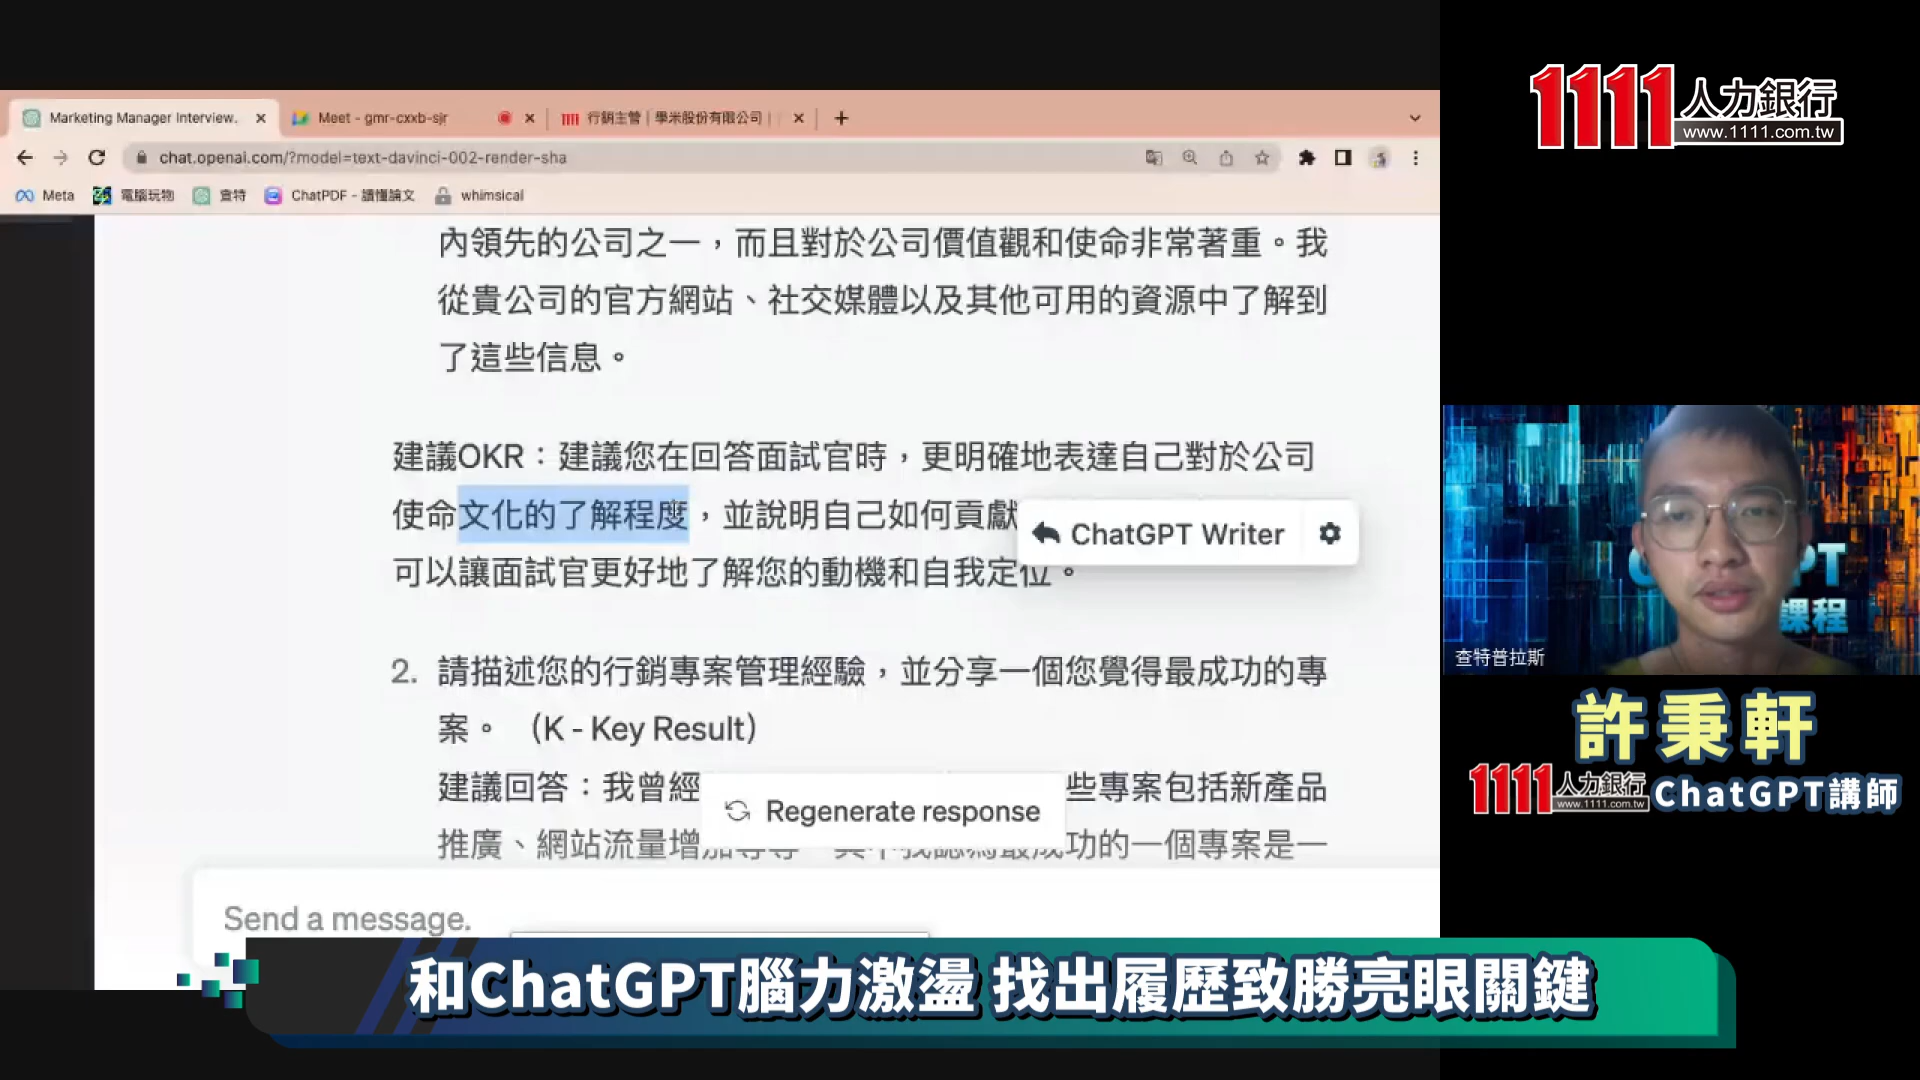 Marketing Manager Interview.
Meet - gmr-cxxb-sjr
1111 行銷主管 | 學米股份有限公司 |
chat.openai.com/?model=text-davinci-002-render-sha
Meta
電腦玩物
查特
ChatPDF - 讀懂論文
whimsical
內領先的公司之一，而且對於公司價值觀和使命非常著重。我
從貴公司的官方網站、社交媒體以及其他可用的資源中了解到
了這些信息。
建議OKR：建議您在回答面試官時，更明確地表達自己對於公司
使命文化的了解程度，並說明自己如何貢獻
ChatGPT Writer
可以讓面試官更好地了解您的動機和自我定位。
2. 請描述您的行銷專案管理經驗，並分享一個您覺得最成功的專
案。 （K - Key Result）
建議回答：我曾經
些專案包括新產品
Regenerate response
推廣、網站流量增加等等
功的一個專案是一
Send a message.
和ChatGPT腦力激盪 找出履歷致勝亮眼關鍵
1111人力銀行
www.1111.com.tw
課程
查特普拉斯
許秉軒
1111人力銀行
www.1111.com.tw
ChatGPT講師